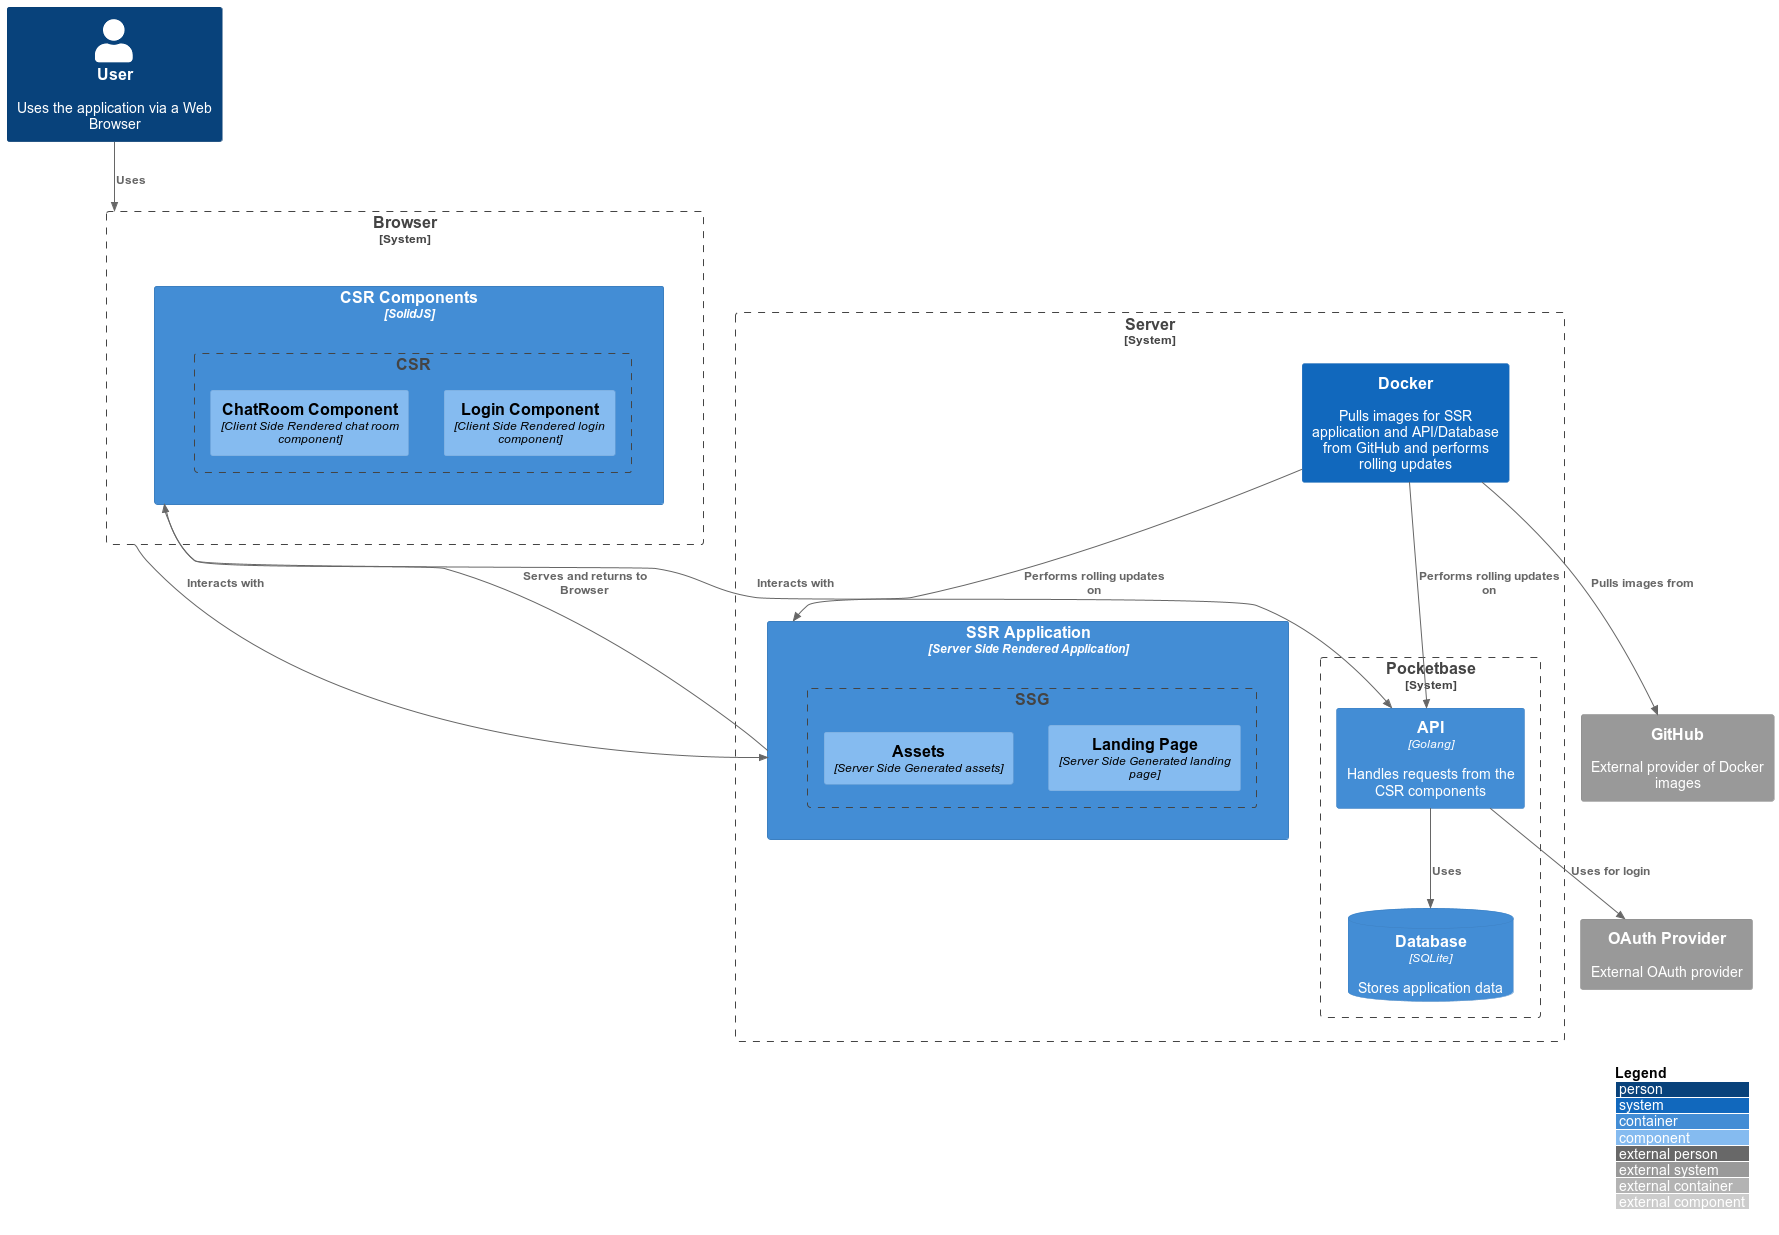 User
Uses the application via a Web
Browser
Uses
Browser
[System]
CSR Components
[SolidJS]
CSR
ChatRoom Component
[Client Side Rendered chat room
component]
Login Component
[Client Side Rendered login
component]
Server
[System]
Docker
Pulls images for SSR
application and API/Database
from GitHub and performs
rolling updates
Interacts with
Serves and returns to
Browser
Interacts with
Performs rolling updates
on
Performs rolling updates
on
Pulls images from
SSR Application
[Server Side Rendered Application]
SSG
Assets
[Server Side Generated assets]
Landing Page
[Server Side Generated landing
page]
Pocketbase
[System]
API
[Golang]
Handles requests from the
CSR components
GitHub
External provider of Docker
images
Uses
Uses for login
Database
[SQLite]
Stores application data
OAuth Provider
External OAuth provider
Legend
person
system
container
component
external person
external system
external container
external component